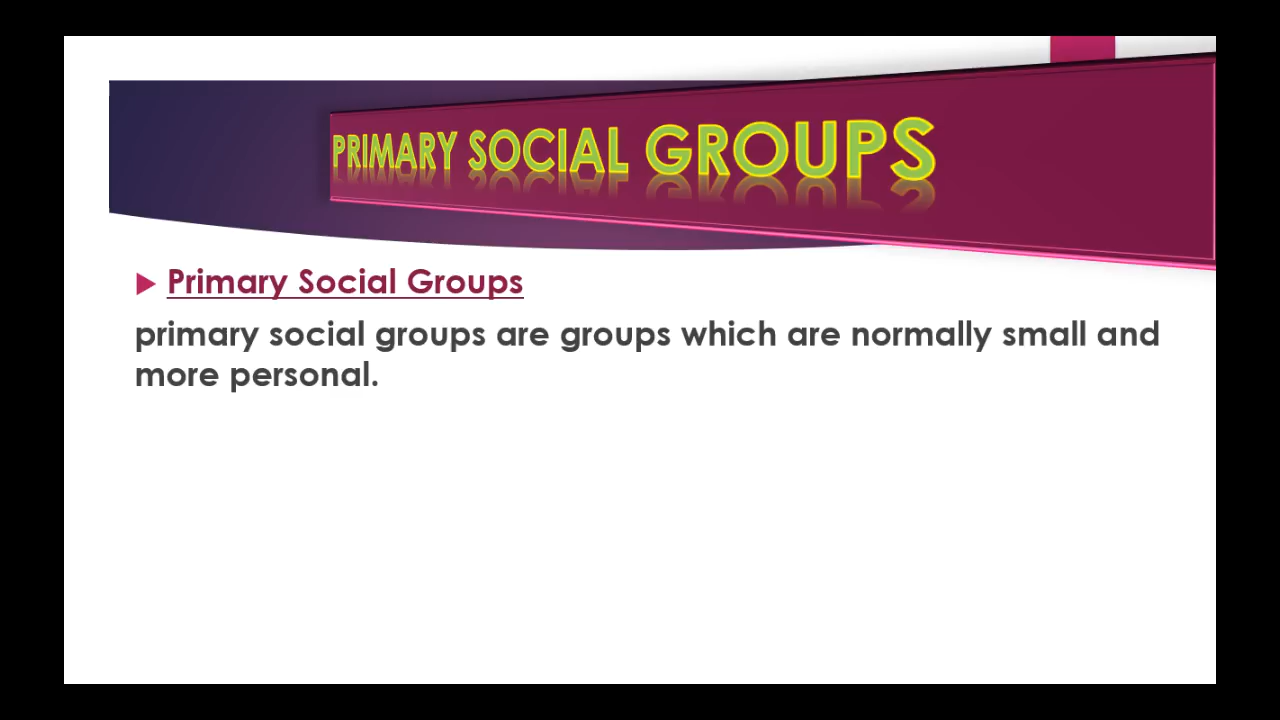 PRIMARY SOCIAL GROUPS
Primary Social Groups
primary social groups are groups which are normally small and
more personal.